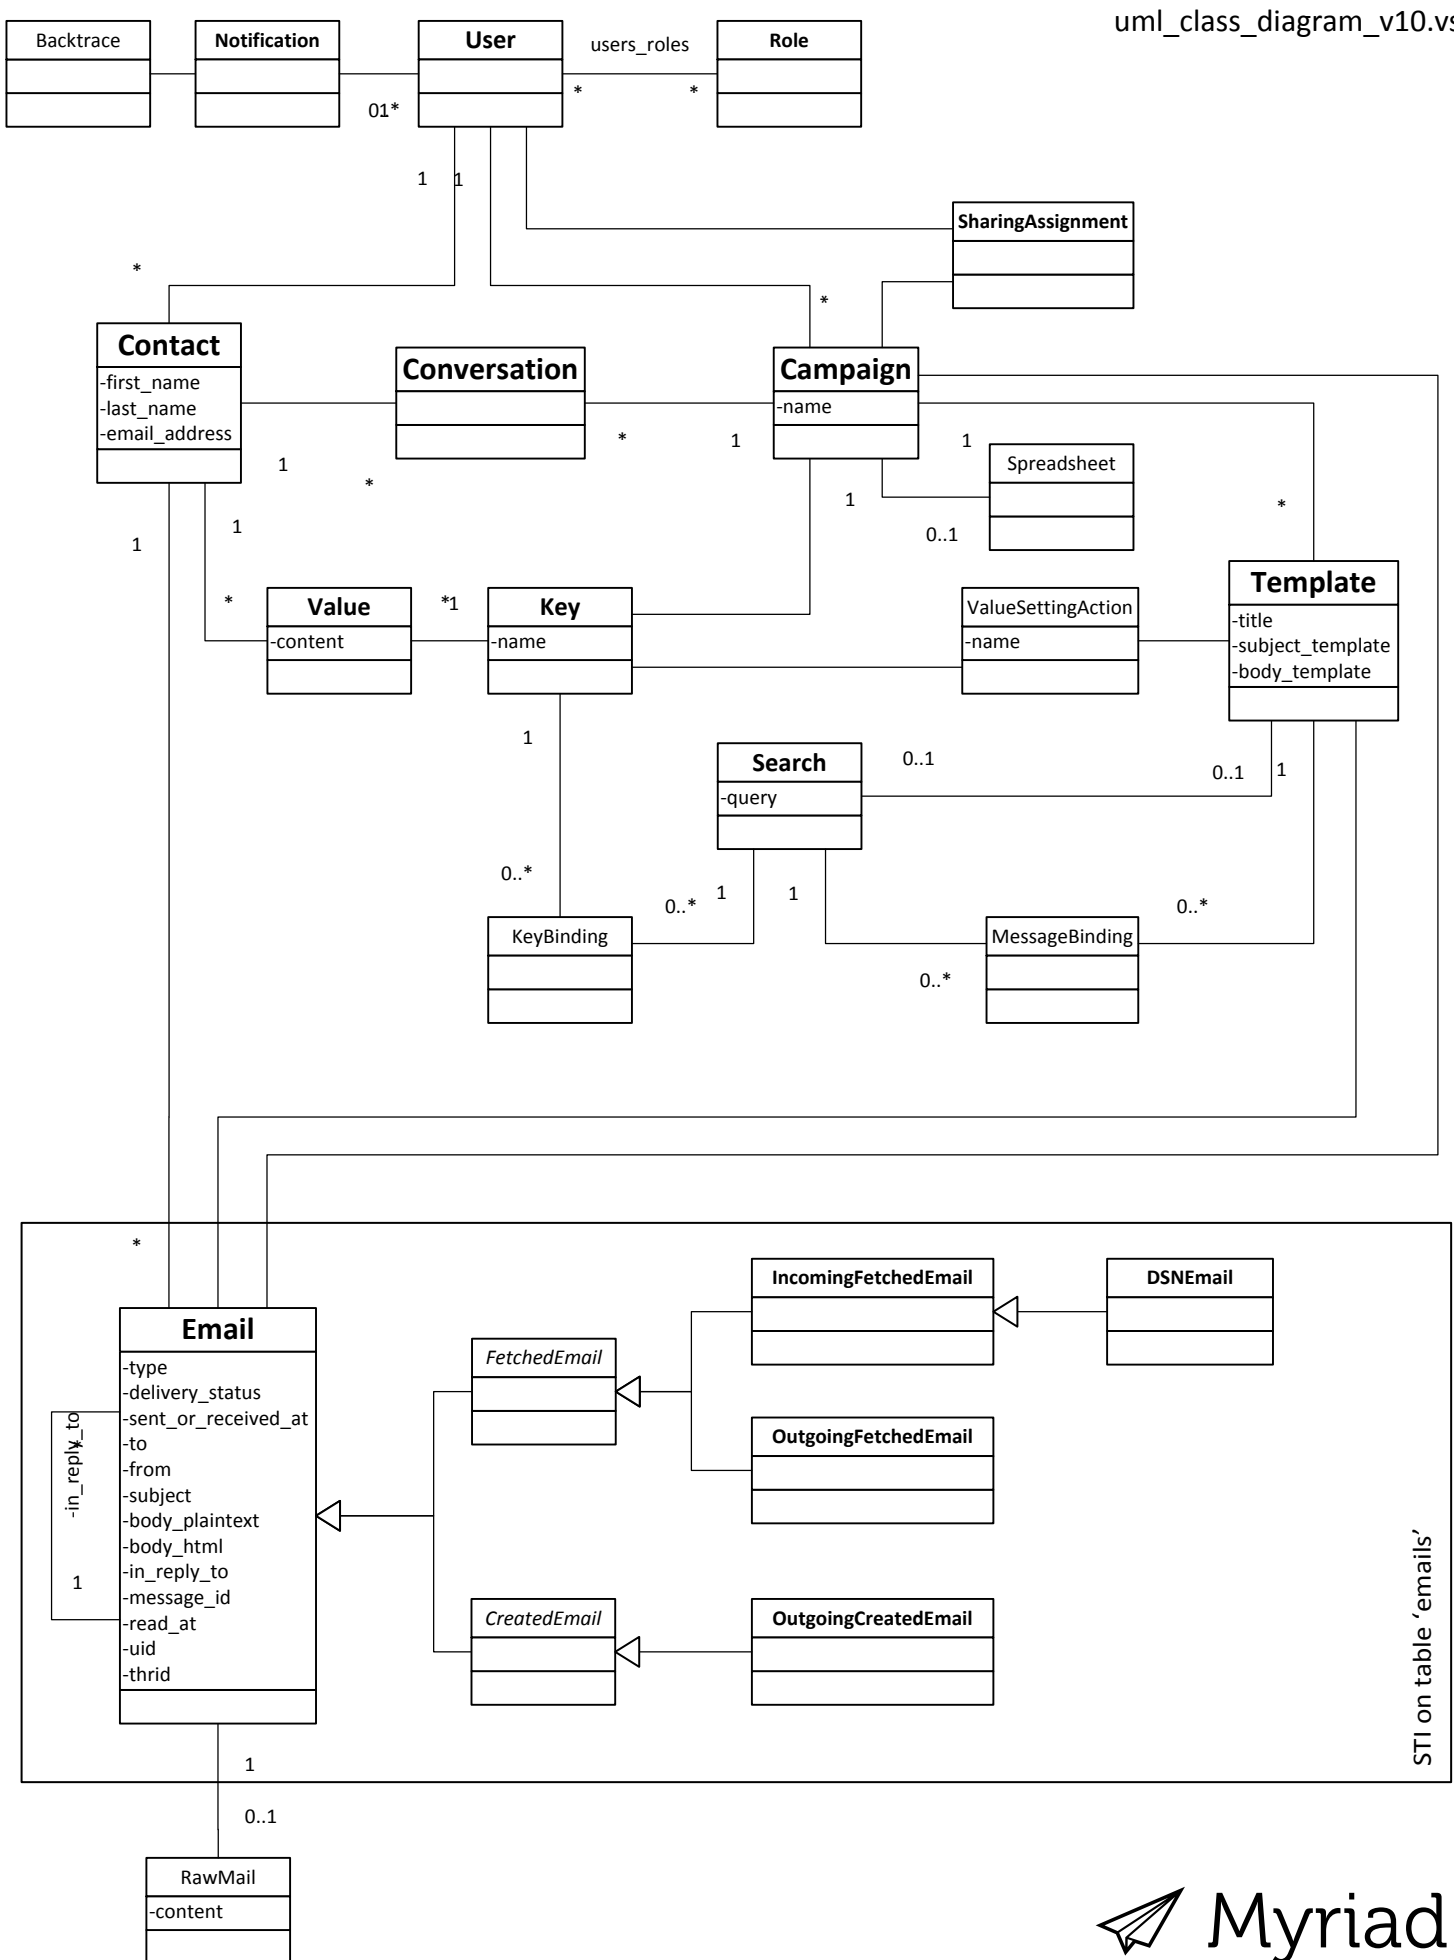 uml_class_diagram_v10.vs
Backtrace
Notification
User
users_roles
Role
*
*
01*
1
1
SharingAssignment
*
*
Contact
-first_name
-last_name
-email_address
Conversation
Campaign
-name
1
*
*
1
1
Spreadsheet
1
0..1
*
1
1
Template
-title
-subject_template
-body_template
*
Value
-content
*1
Key
-name
ValueSettingAction
-name
1
Search
-query
0..1
0..1
1
0..*
0..*
1
1
0..*
KeyBinding
MessageBinding
0..*
*
IncomingFetchedEmail
DSNEmail
Email
-type
-delivery_status
-sent_or_received_at
-to
-from
-subject
-body_plaintext
-body_html
-in_reply_to
-message_id
-read_at
-uid
-thrid
-in_reply_to
*
1
FetchedEmail
OutgoingFetchedEmail
CreatedEmail
OutgoingCreatedEmail
STI on table ‘emails’
1
0..1
RawMail
-content
Myriad